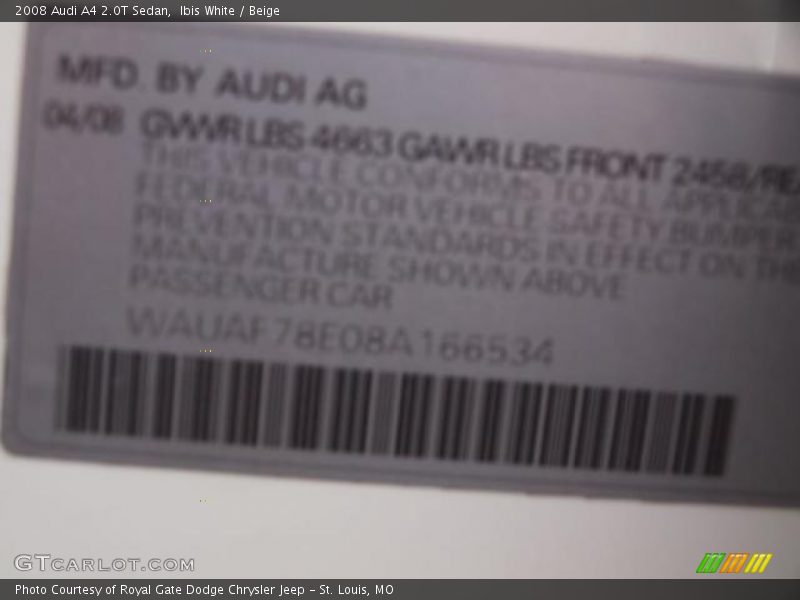 2008 Audi A4 2.0T Sedan, Ibis White / Beige
MFD. BY AUDI AG
04/08 GVWR LBS 4663 GAWR LBS FRONT 2458/REA
THIS VEHICLE CONFORMS TO ALL APPLICAB
FEDERAL MOTOR VEHICLE SAFETY BUMPER
PREVENTION STANDARDS IN EFFECT ON THE
MANUFACTURE SHOWN ABOVE
PASSENGER CAR
WAUAF78E08A166534
GTCARLOT.COM
Photo Courtesy of Royal Gate Dodge Chrysler Jeep - St. Louis, MO